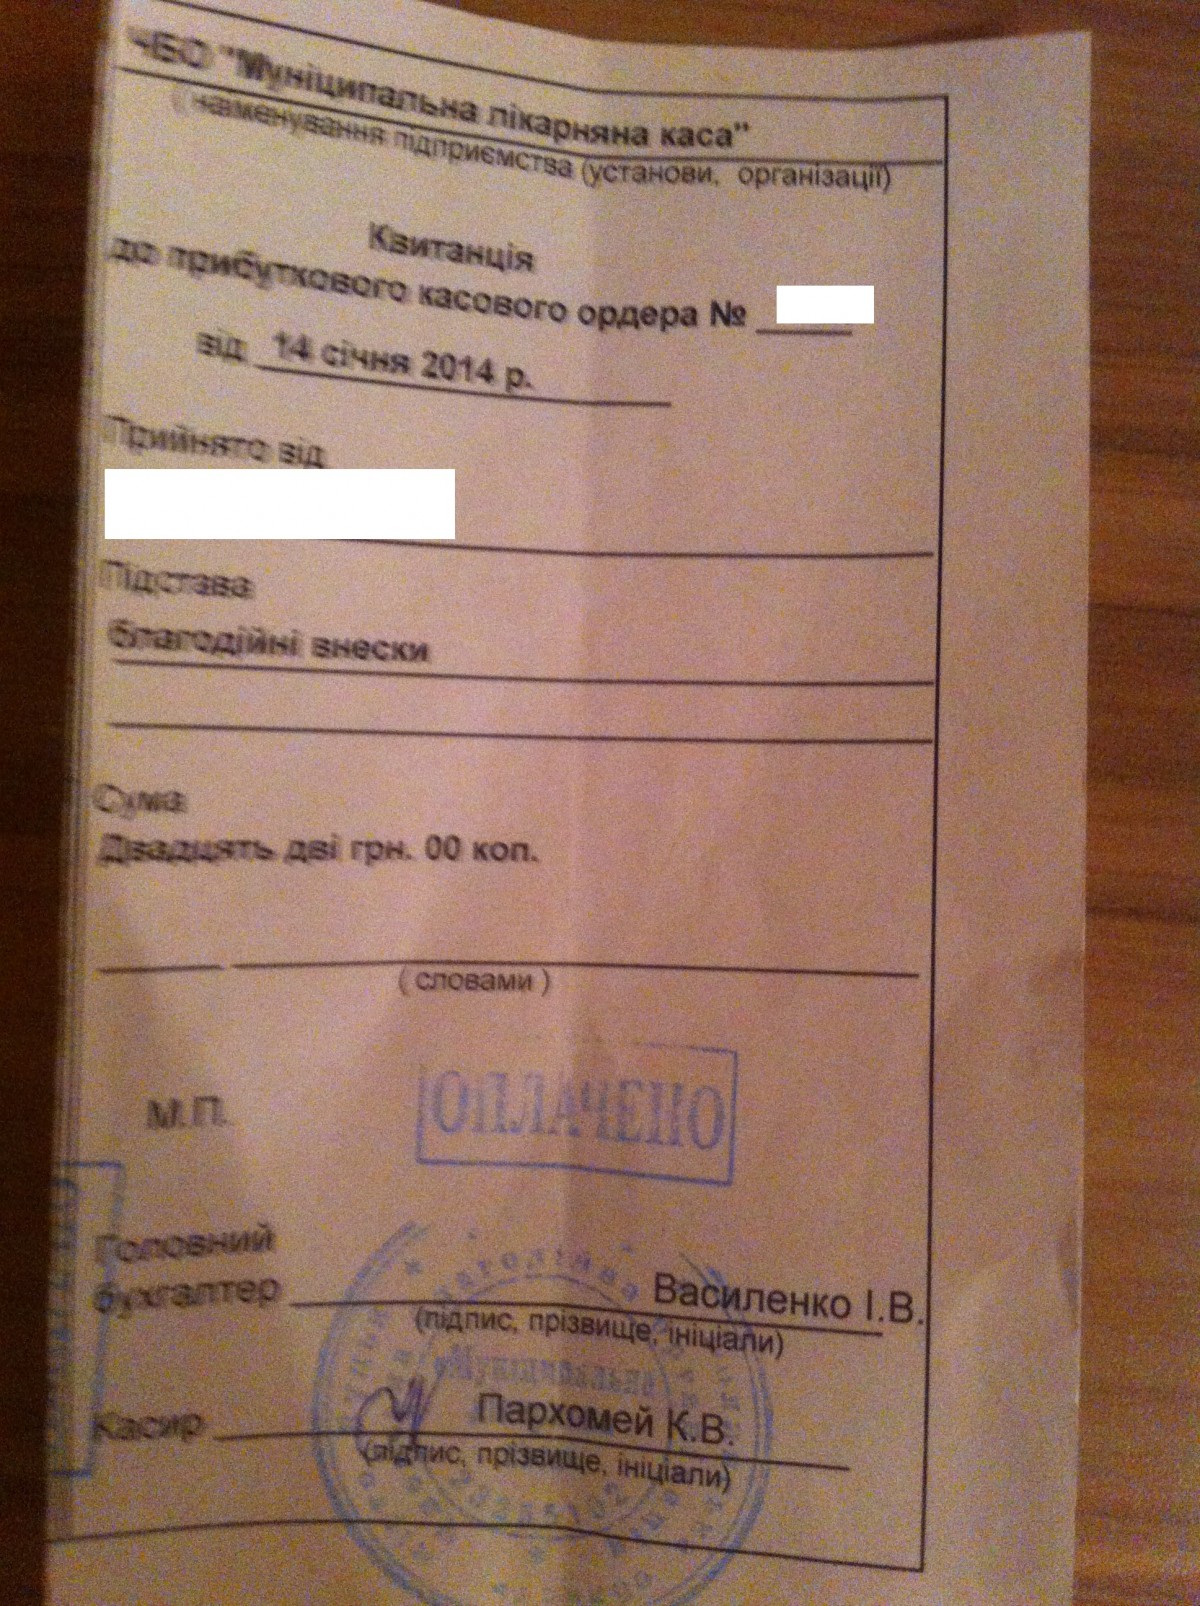 ЧБО "Муніципальна лікарняна каса"
( наменування підприємства (установи, організації)
Квитанція
до прибуткового касового ордера №
від 14 січня 2014 р.
Прийнято від
Підстава
благодійні внески
Сума
Двадцять дві грн. 00 коп.
( словами )
ОПЛАЧЕНО
М.П.
Головний
бухгалтер Василенко І.В.
(підпис, прізвище, ініціали)
Муніципальна
Касир Пархомей К.В.
(підпис, прізвище, ініціали)